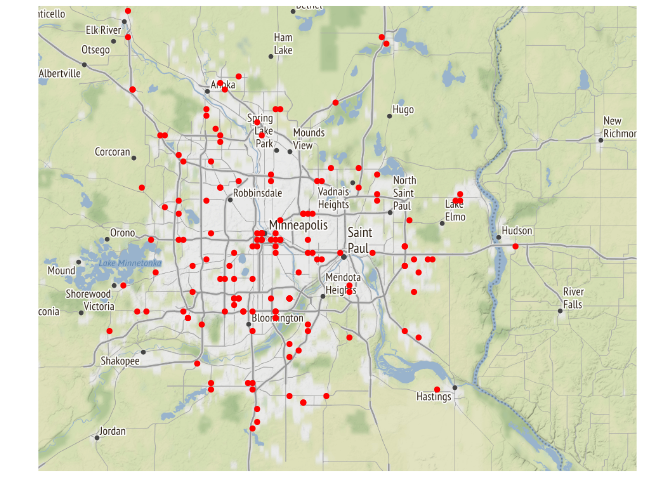 nticello
Elk River
Otsego
Albertville
Ham
Lake
Anoka
Hugo
Spring
Lake
Park
Mounds
View
Corcoran
New
Richmon
Robbinsdale
Vadnais
Heights
North
Saint
Paul
Lake
Elmo
Minneapolis
Saint
Paul
Hudson
Orono
Mound
Lake Minnetonka
Shorewood
Victoria
conia
Mendota
Heights
River
Falls
Bloomington
Shakopee
Hastings
Jordan